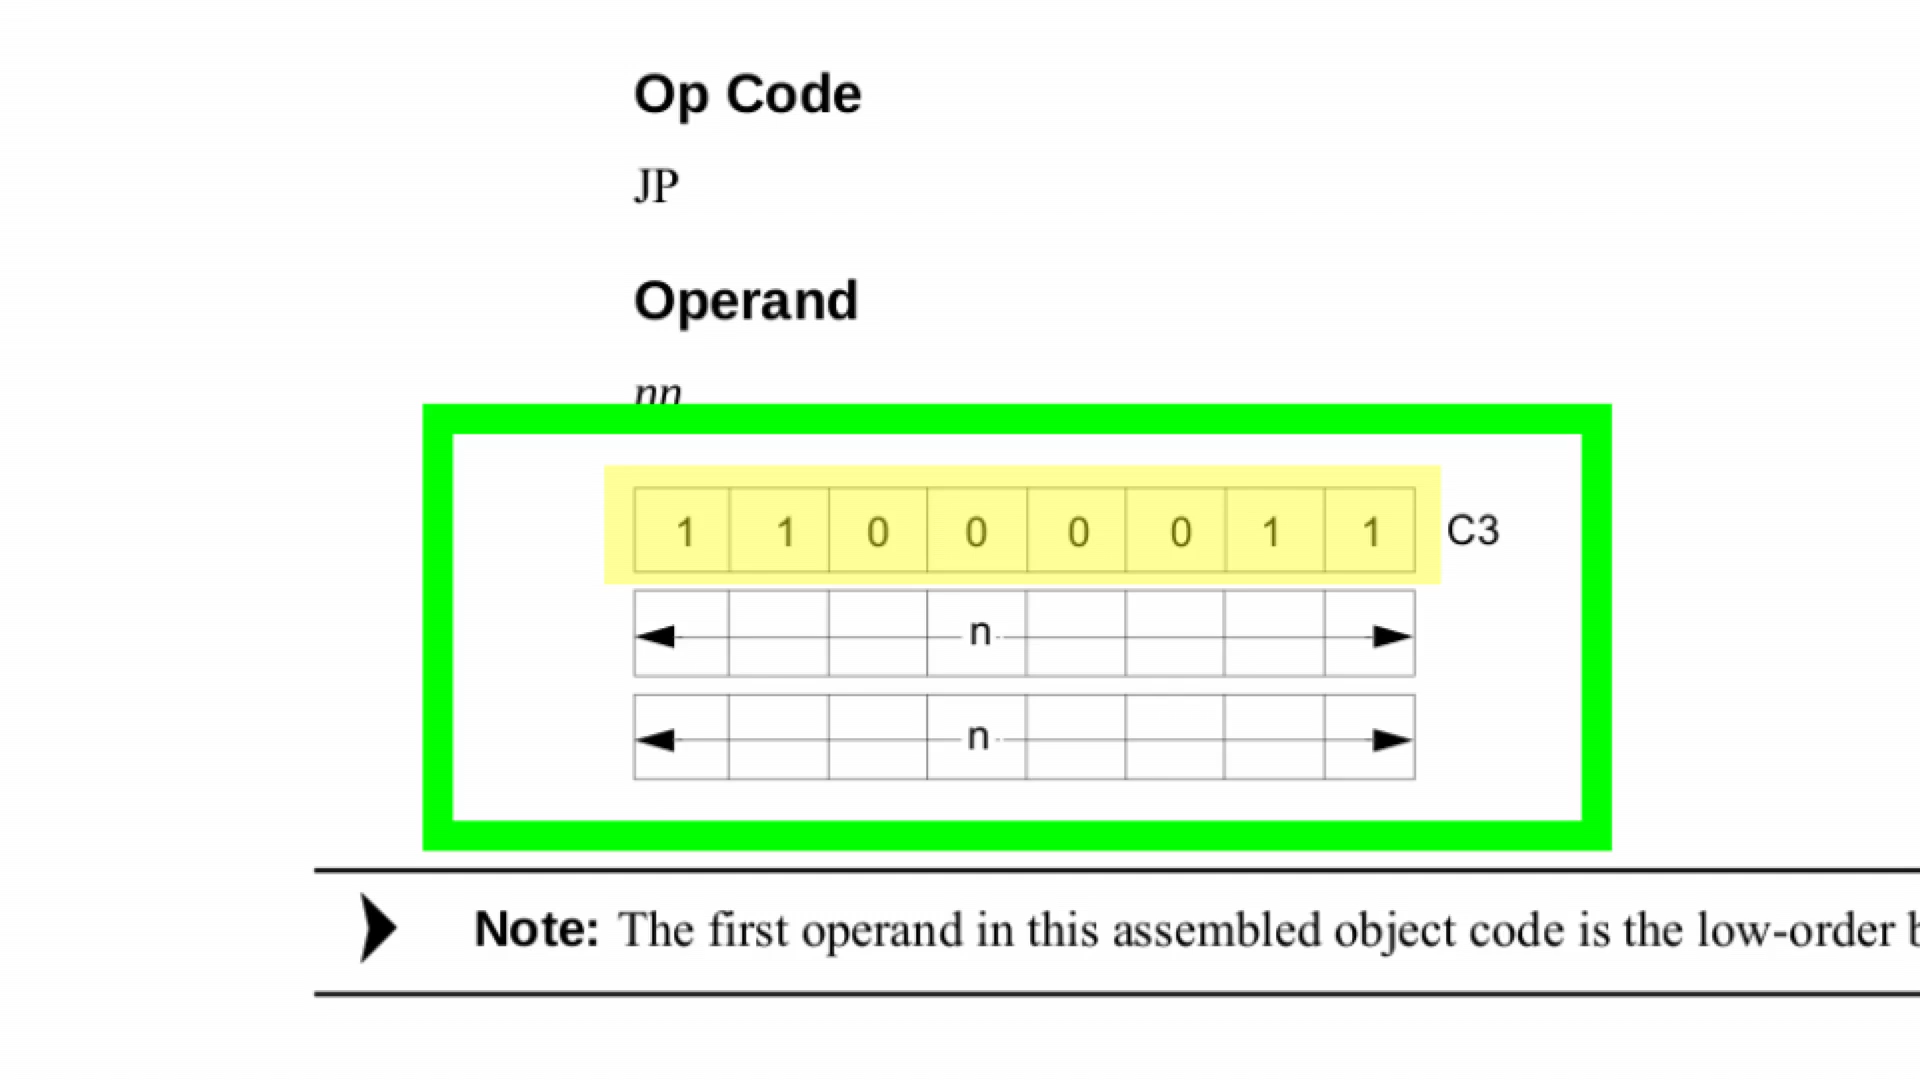 Op Code
JP
Operand
nn
1 1 0 0 0 0 1 1 C3
n
n
Note: The first operand in this assembled object code is the low-order